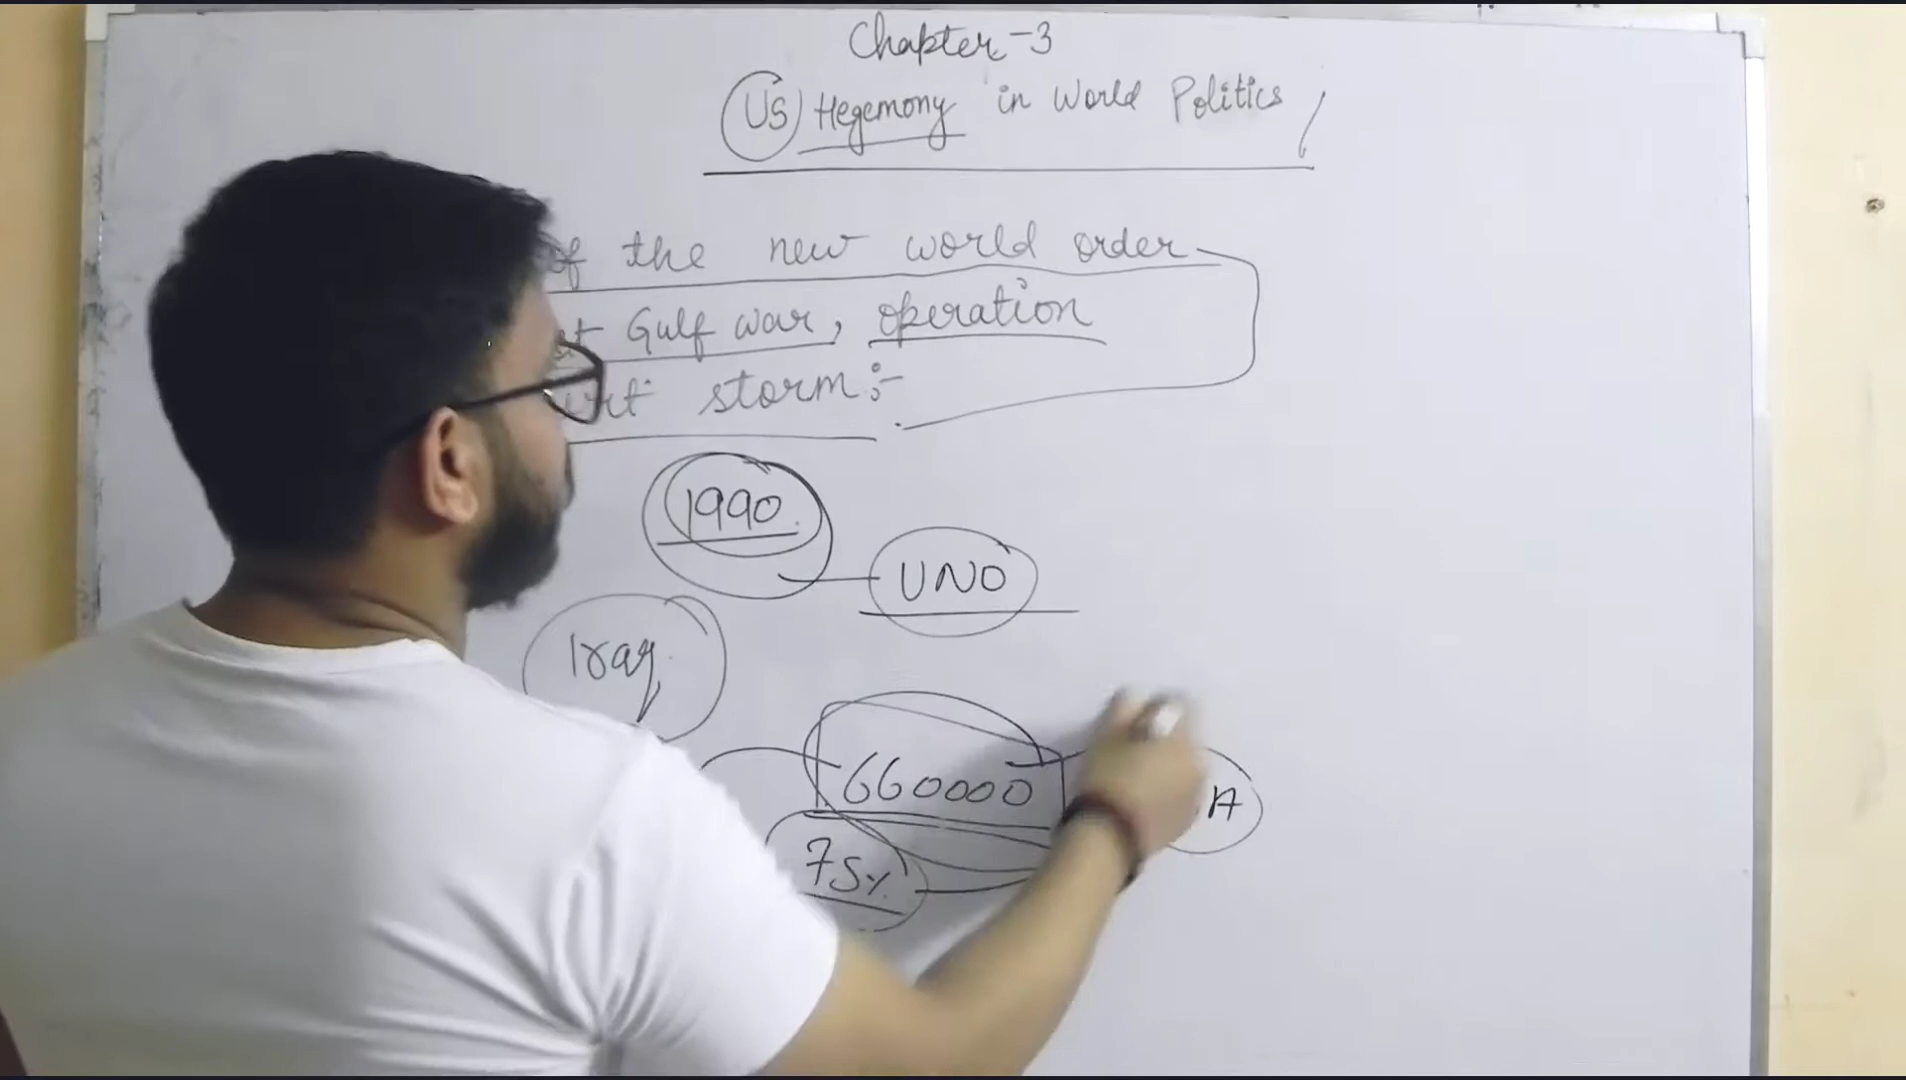 Chapter-3
US Hegemony in World Politics
of the new world order
Gulf war, operation
storm:-
1990
UNO
Iraq
660000
A
75%